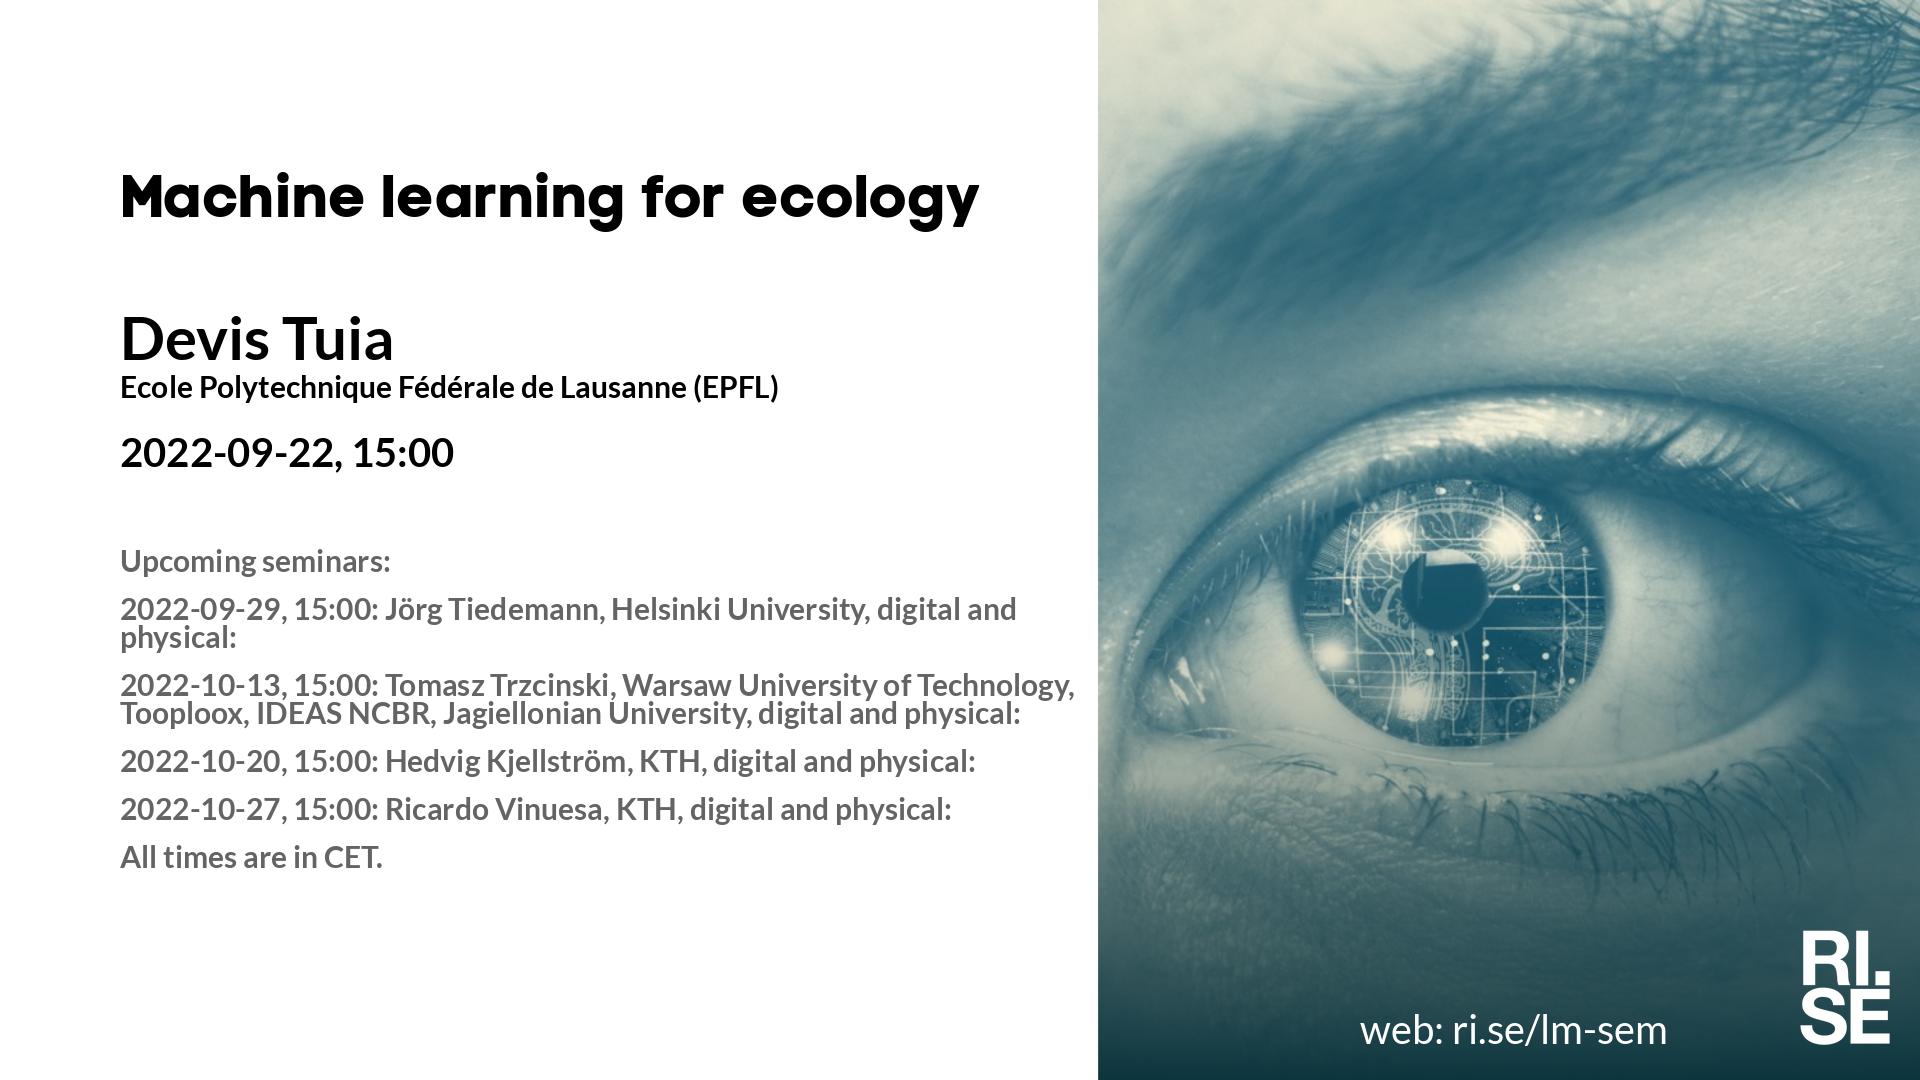 Machine learning for ecology
Devis Tuia
Ecole Polytechnique Fédérale de Lausanne (EPFL)
2022-09-22, 15:00
Upcoming seminars:
2022-09-29, 15:00: Jörg Tiedemann, Helsinki University, digital and
physical:
2022-10-13, 15:00: Tomasz Trzcinski, Warsaw University of Technology,
Tooploox, IDEAS NCBR, Jagiellonian University, digital and physical:
2022-10-20, 15:00: Hedvig Kjellström, KTH, digital and physical:
2022-10-27, 15:00: Ricardo Vinuesa, KTH, digital and physical:
All times are in CET.
web: ri.se/lm-sem
RI.
SE